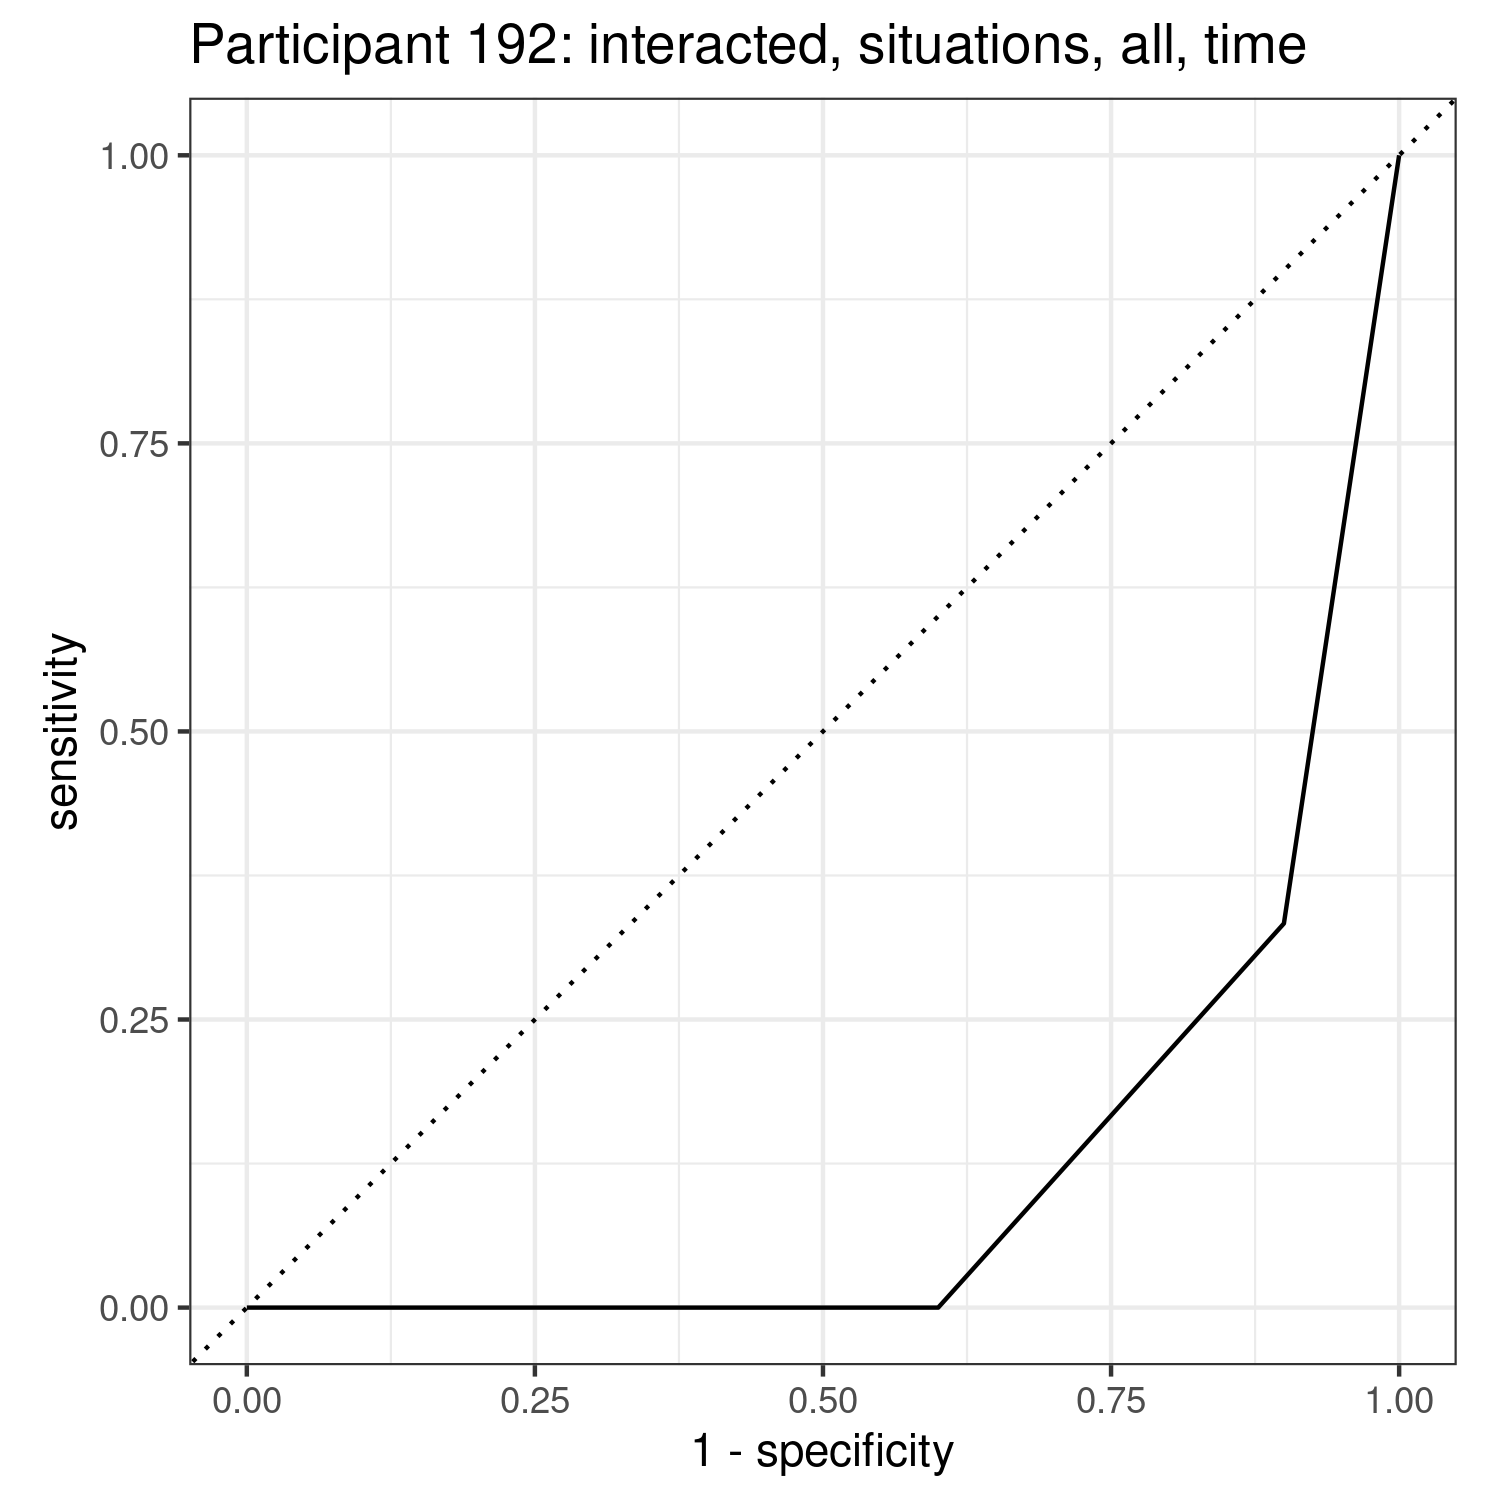 Participant 192: interacted, situations, all, time
1.00
0.75
0.50
0.25
0.00
sensitivity
0.00 0.25 0.50 0.75 1.00
1 - specificity